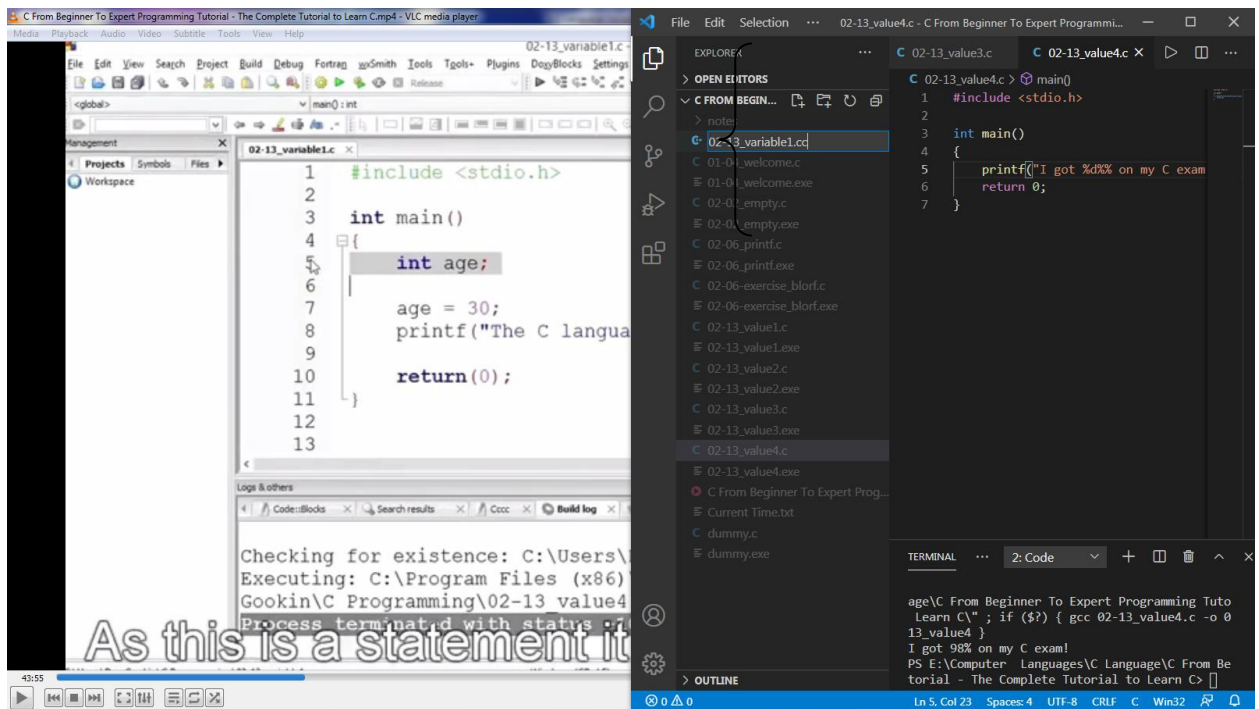 C From Beginner To Expert Programming Tutorial - The Complete Tutorial to Learn C.mp4 - VLC media player
Media Playback Audio Video Subtitle Tools View Help
02-13_variable1.c -
File Edit View Search Project Build Debug Fortran wxSmith Tools Tools+ Plugins DoxyBlocks Settings
Release
<global>
main() : int
Management
Projects Symbols Files
Workspace
02-13_variable1.c
1 #include <stdio.h>
2
3 int main()
4 {
5 int age;
6
7 age = 30;
8 printf("The C langua
9
10 return(0);
11 }
12
13
Logs & others
Code::Blocks Search results Cccc Build log
Checking for existence: C:\Users\
Executing: C:\Program Files (x86)
Gookin\C Programming\02-13_value4
Process terminated with status
As this is a statement it
43:55
File Edit Selection ··· 02-13_value4.c - C From Beginner To Expert Programmi...
EXPLORER ···
OPEN EDITORS
C FROM BEGIN...
notes
02-13_variable1.cc
01-04_welcome.c
01-04_welcome.exe
02-02_empty.c
02-02_empty.exe
02-06_printf.c
02-06_printf.exe
02-06-exercise_blorf.c
02-06-exercise_blorf.exe
02-13_value1.c
02-13_value1.exe
02-13_value2.c
02-13_value2.exe
02-13_value3.c
02-13_value3.exe
02-13_value4.c
02-13_value4.exe
C From Beginner To Expert Prog...
Current Time.txt
dummy.c
dummy.exe
OUTLINE
C 02-13_value3.c C 02-13_value4.c
C 02-13_value4.c > main()
1 #include <stdio.h>
2
3 int main()
4 {
5 printf("I got %d%% on my C exam
6 return 0;
7 }
TERMINAL ··· 2: Code
age\C From Beginner To Expert Programming Tuto
Learn C\" ; if ($?) { gcc 02-13_value4.c -o 0
13_value4 }
I got 98% on my C exam!
PS E:\Computer Languages\C Language\C From Be
torial - The Complete Tutorial to Learn C>
0 0 Ln 5, Col 23 Spaces: 4 UTF-8 CRLF C Win32